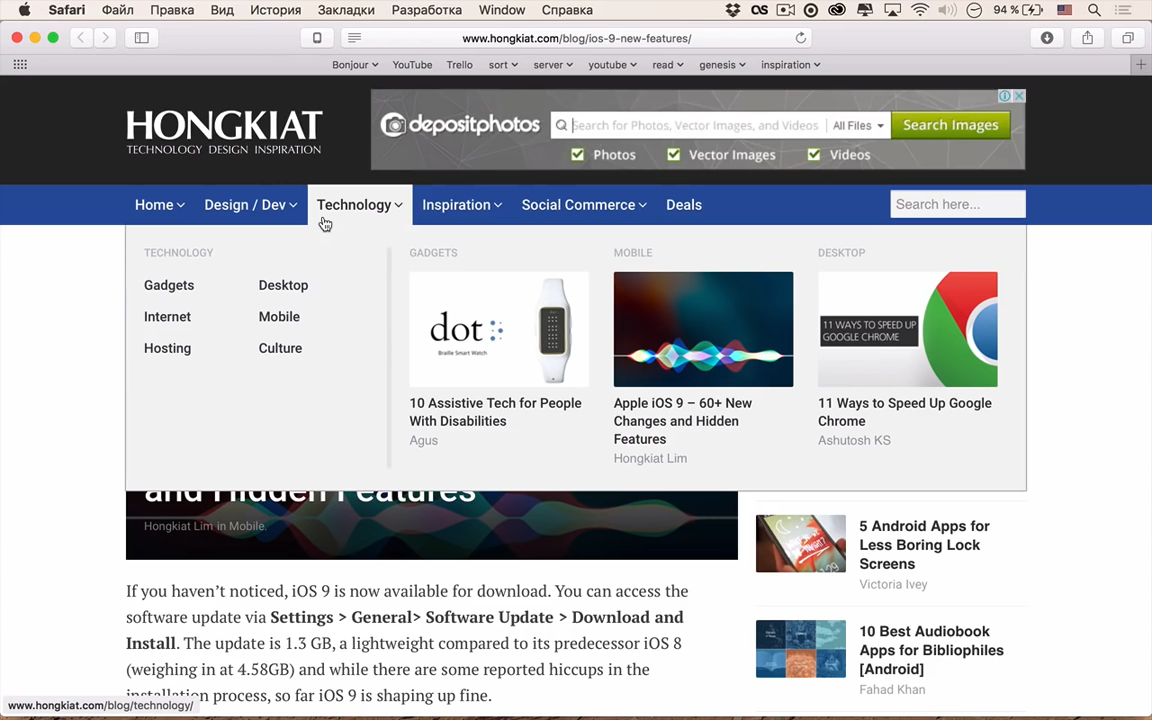 Safari Файл Правка Вид История Закладки Разработка Window Справка 94 %
www.hongkiat.com/blog/ios-9-new-features/
Bonjour YouTube Trello sort server youtube read genesis inspiration
HONGKIAT
TECHNOLOGY DESIGN INSPIRATION
depositphotos Search for Photos, Vector Images, and Videos All Files Search Images
Photos Vector Images Videos
Home Design / Dev Technology Inspiration Social Commerce Deals Search here...
TECHNOLOGY
Gadgets Desktop
Internet Mobile
Hosting Culture
GADGETS
dot
Braille Smart Watch
10 Assistive Tech for People
With Disabilities
Agus
MOBILE
Apple iOS 9 – 60+ New
Changes and Hidden
Features
Hongkiat Lim
DESKTOP
11 WAYS TO SPEED UP
GOOGLE CHROME
11 Ways to Speed Up Google
Chrome
Ashutosh KS
and Hidden Features
Hongkiat Lim in Mobile.
If you haven’t noticed, iOS 9 is now available for download. You can access the
software update via Settings > General> Software Update > Download and
Install. The update is 1.3 GB, a lightweight compared to its predecessor iOS 8
(weighing in at 4.58GB) and while there are some reported hiccups in the
installation process, so far iOS 9 is shaping up fine.
5 Android Apps for
Less Boring Lock
Screens
Victoria Ivey
10 Best Audiobook
Apps for Bibliophiles
[Android]
Fahad Khan
www.hongkiat.com/blog/technology/